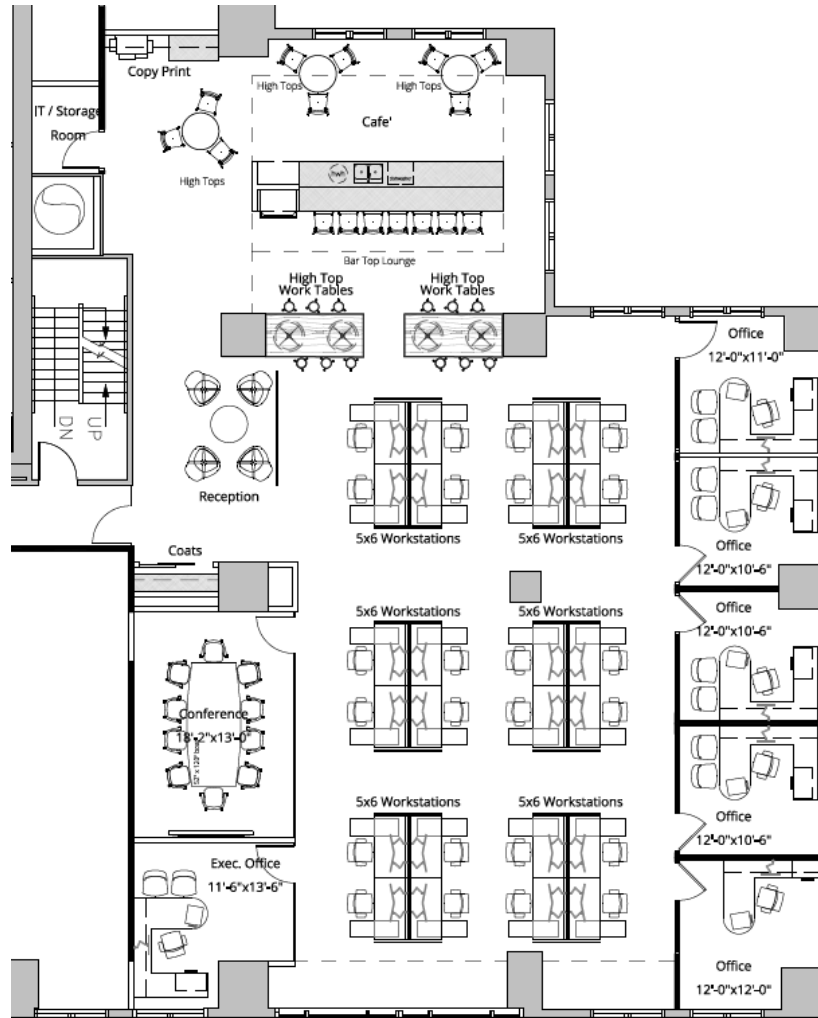 Copy Print
High Tops
High Tops
IT / Storage
Room
Cafe'
High Tops
Bar Top Lounge
High Top
Work Tables
High Top
Work Tables
Office
12'-0"x11'-0"
DN
UP
Reception
5x6 Workstations
5x6 Workstations
Office
12'-0"x10'-6"
Coats
Office
12'-0"x10'-6"
5x6 Workstations
5x6 Workstations
Conference
18'-2"x13'-0"
5x6 Workstations
5x6 Workstations
Office
12'-0"x10'-6"
Exec. Office
11'-6"x13'-6"
Office
12'-0"x12'-0"